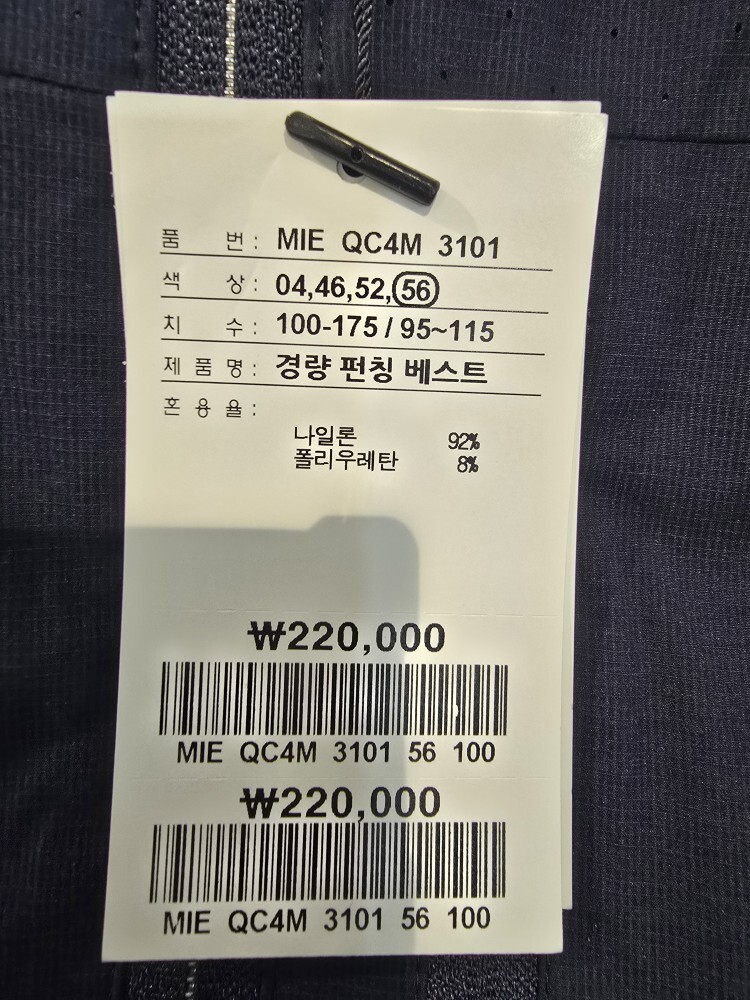 품 번 : MIE QC4M 3101
색 상 : 04,46,52,56
치 수 : 100-175 / 95~115
제 품 명 : 경량 펀칭 베스트
혼 용 율 :
나일론 92%
폴리우레탄 8%
₩220,000
MIE QC4M 3101 56 100
₩220,000
MIE QC4M 3101 56 100